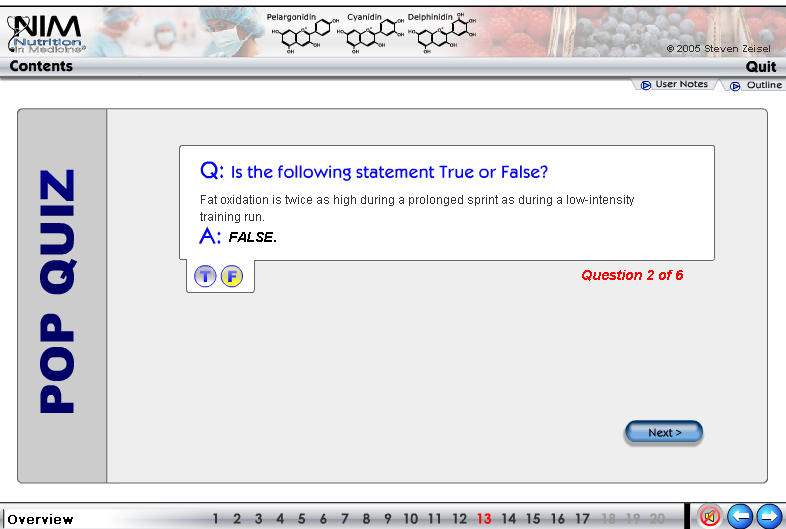 NIM
Nutrition
in Medicine®
Pelargonidin Cyanidin Delphinidin
© 2005 Steven Zeisel
Contents
Quit
User Notes
Outline
POP QUIZ
Q: Is the following statement True or False?
Fat oxidation is twice as high during a prolonged sprint as during a low-intensity
training run.
A: FALSE.
T F
Question 2 of 6
Next >
Overview
1 2 3 4 5 6 7 8 9 10 11 12 13 14 15 16 17 18 19 20